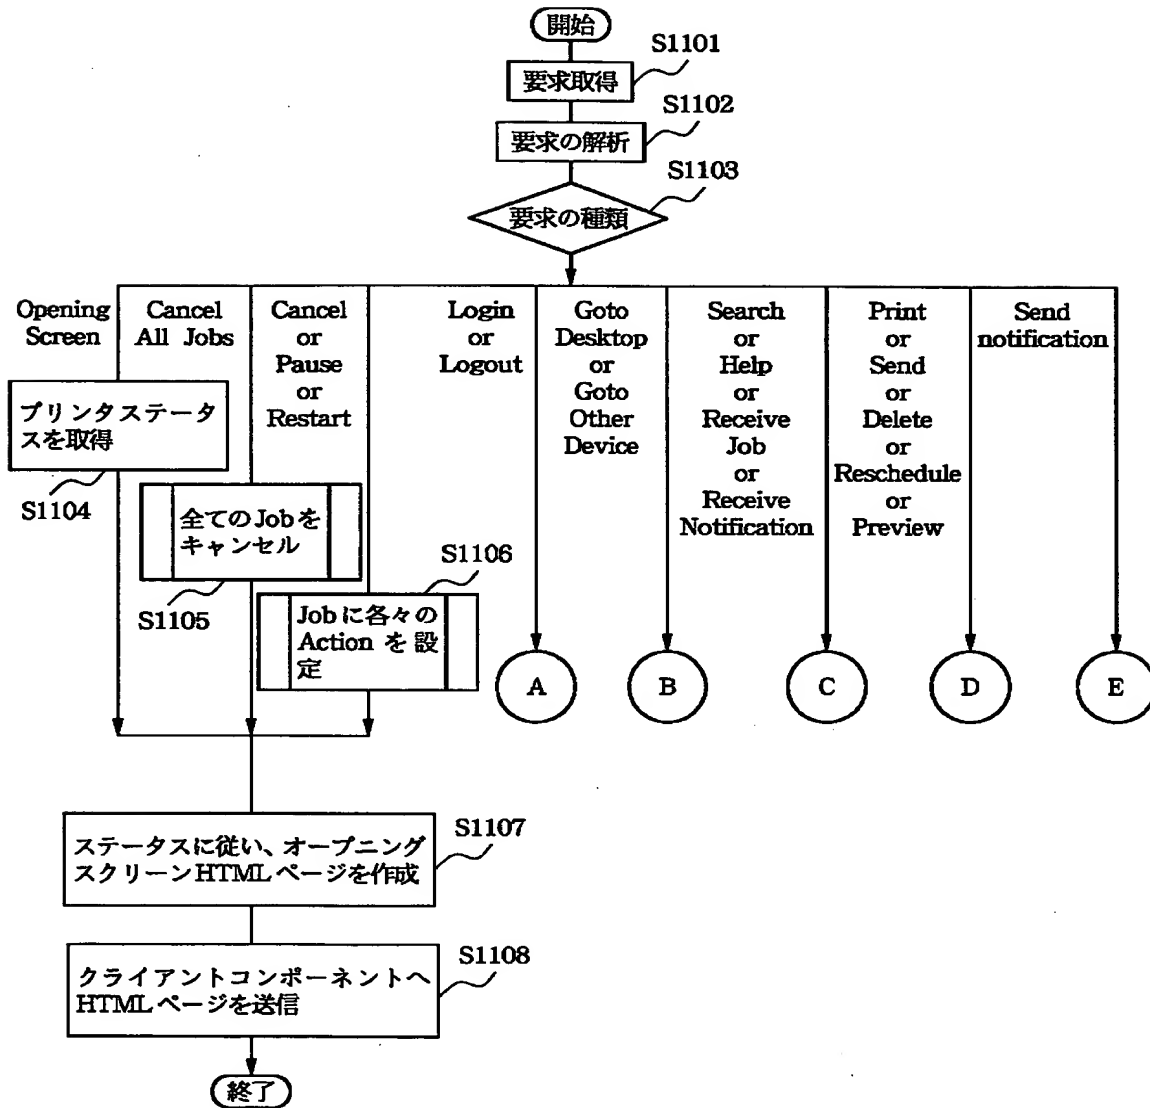 開始
S1101
要求取得
S1102
要求の解析
S1103
要求の種類
Opening
Screen
Cancel
All Jobs
Cancel
or
Pause
or
Restart
Login
or
Logout
Goto
Desktop
or
Goto
Other
Device
Search
or
Help
or
Receive
Job
or
Receive
Notification
Print
or
Send
or
Delete
or
Reschedule
or
Preview
Send
notification
プリンタステータ
スを取得
S1104
全てのJobを
キャンセル
S1105
S1106
Jobに各々の
Actionを設
定
A
B
C
D
E
S1107
ステータスに従い、オープニング
スクリーンHTMLページを作成
S1108
クライアントコンポーネントへ
HTMLページを送信
終了